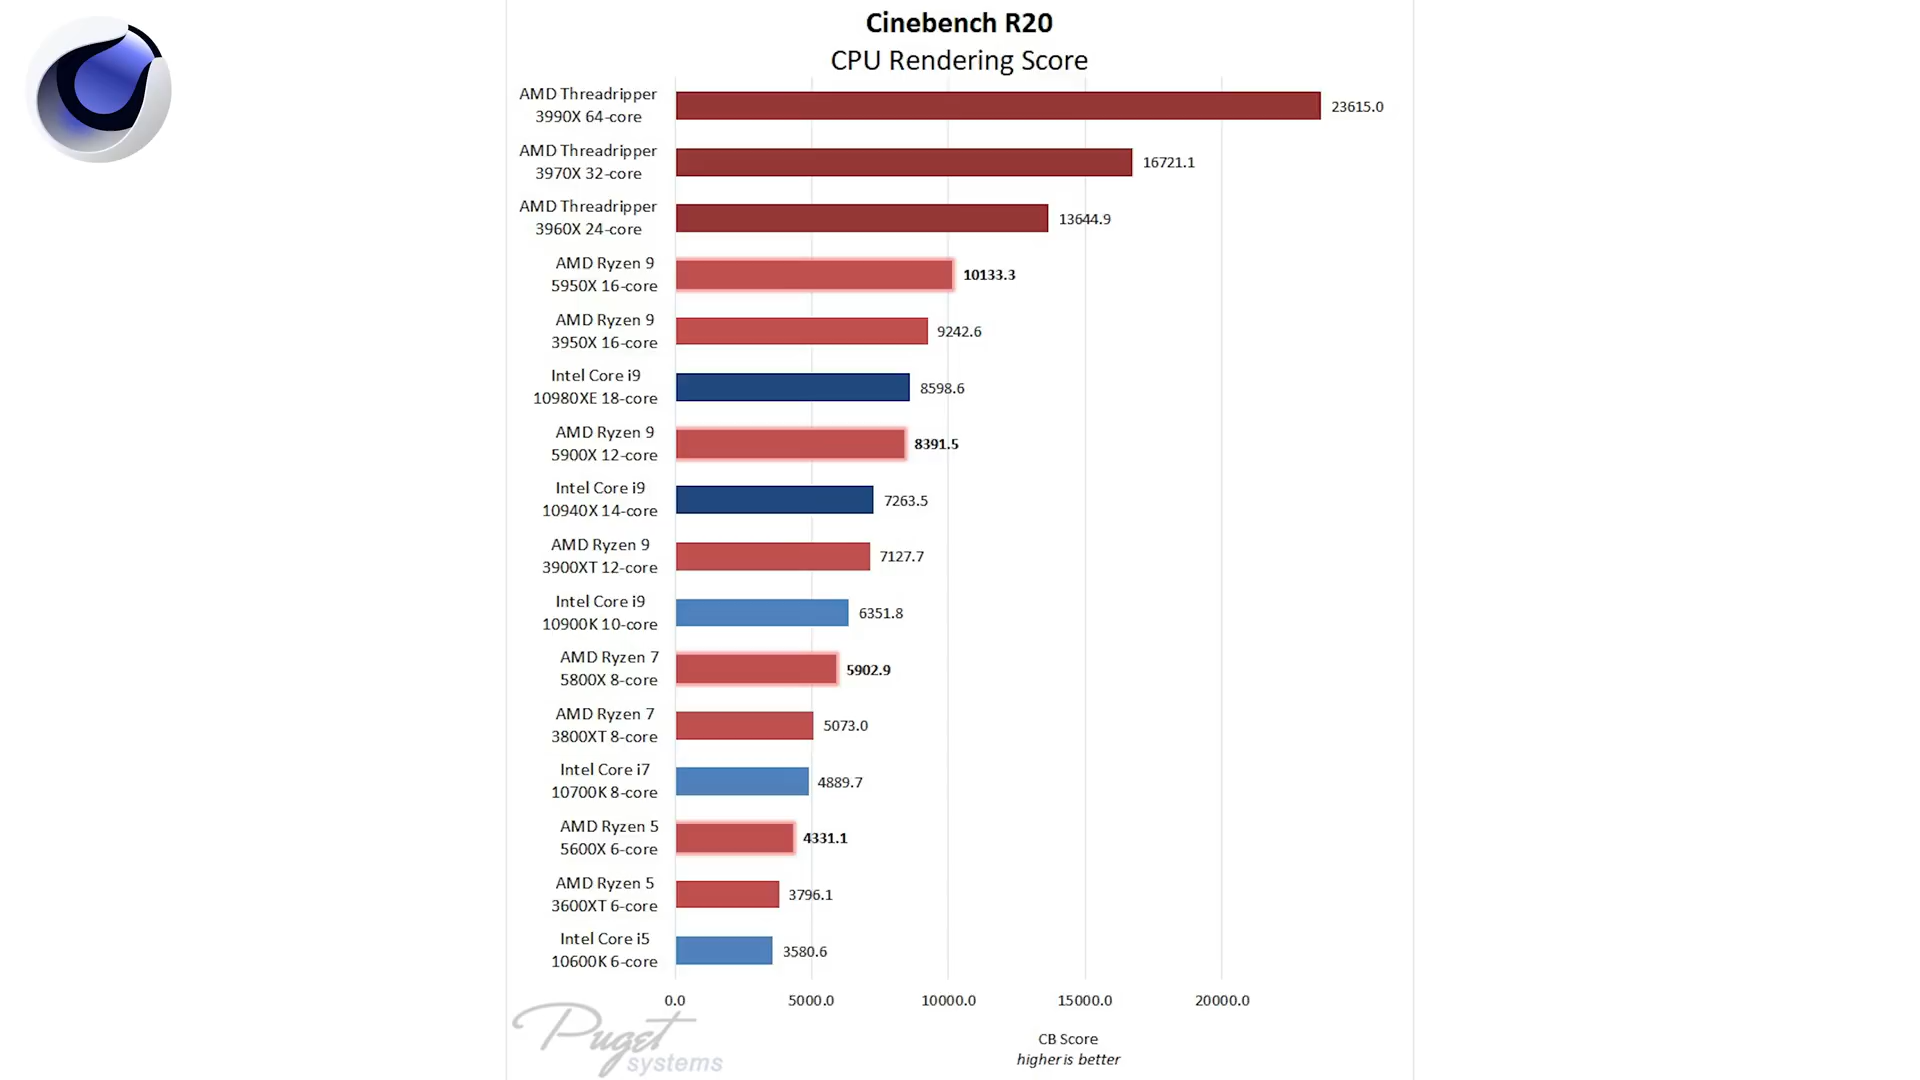 Cinebench R20
CPU Rendering Score
AMD Threadripper
3990X 64-core
23615.0
AMD Threadripper
3970X 32-core
16721.1
AMD Threadripper
3960X 24-core
13644.9
AMD Ryzen 9
5950X 16-core
10133.3
AMD Ryzen 9
3950X 16-core
9242.6
Intel Core i9
10980XE 18-core
8598.6
AMD Ryzen 9
5900X 12-core
8391.5
Intel Core i9
10940X 14-core
7263.5
AMD Ryzen 9
3900XT 12-core
7127.7
Intel Core i9
10900K 10-core
6351.8
AMD Ryzen 7
5800X 8-core
5902.9
AMD Ryzen 7
3800XT 8-core
5073.0
Intel Core i7
10700K 8-core
4889.7
AMD Ryzen 5
5600X 6-core
4331.1
AMD Ryzen 5
3600XT 6-core
3796.1
Intel Core i5
10600K 6-core
3580.6
0.0 5000.0 10000.0 15000.0 20000.0
CB Score
higher is better
Puget
systems